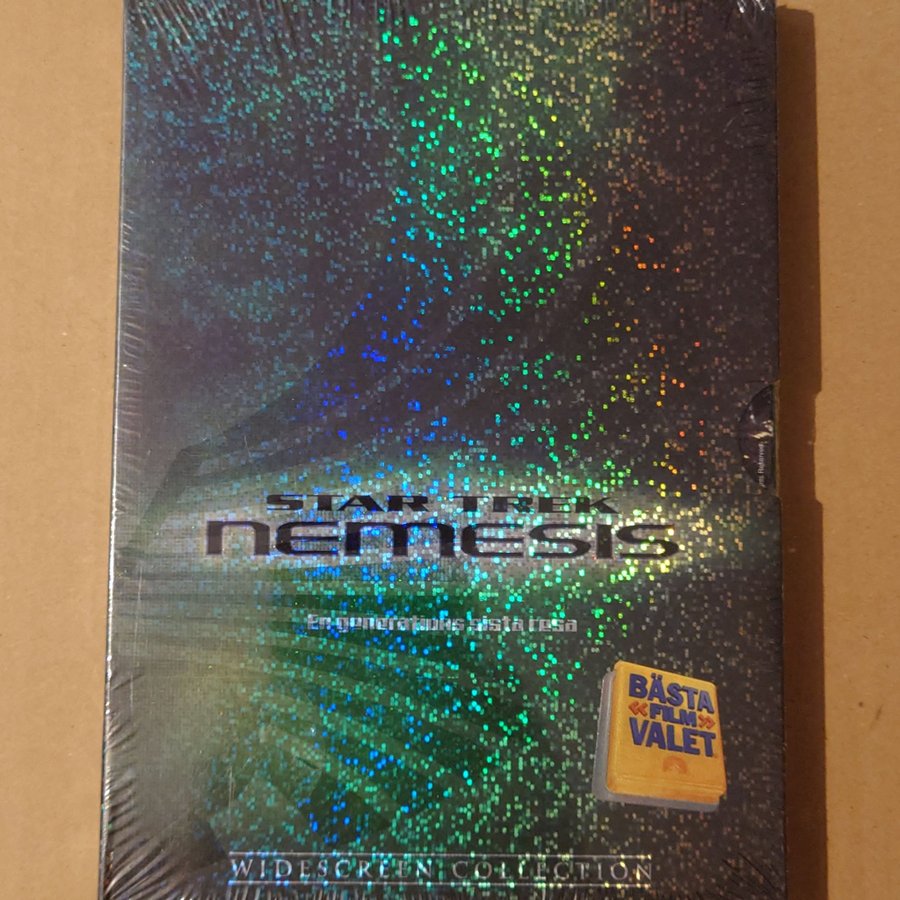 STAR TREK
NEMESIS
En generations sista resa
BÄSTA
«FILM»
VALET
WIDESCREEN COLLECTION